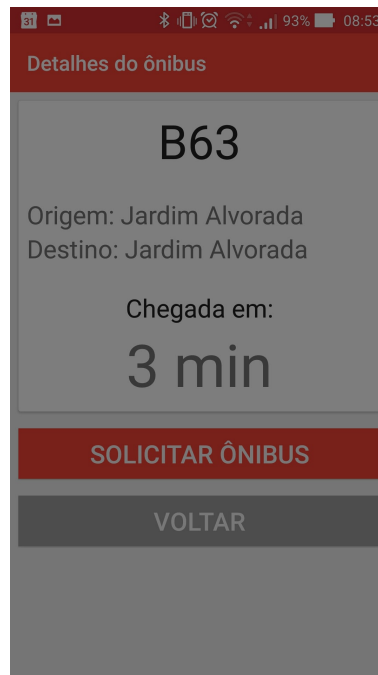 31 93% 08:53
Detalhes do ônibus
B63
Origem: Jardim Alvorada
Destino: Jardim Alvorada
Chegada em:
3 min
SOLICITAR ÔNIBUS
VOLTAR